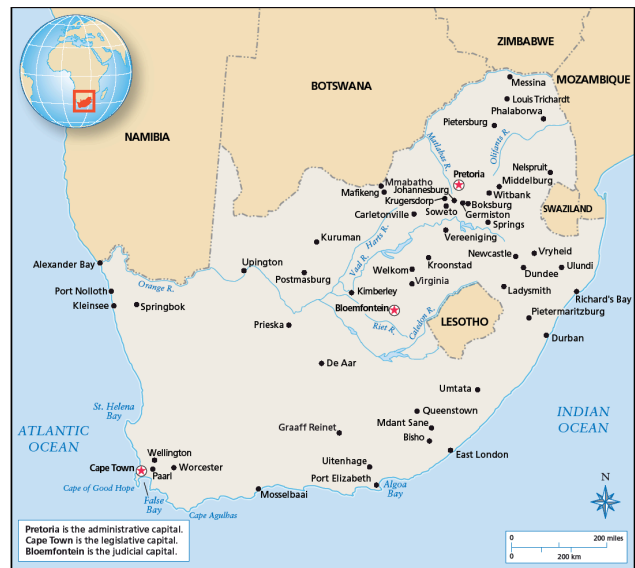 ZIMBABWE
BOTSWANA
MOZAMBIQUE
NAMIBIA
Messina
Louis Trichardt
Phalaborwa
Pietersburg
Matlabas R.
Olifants R.
Nelspruit
Pretoria
Middelburg
Mmabatho
Johannesburg
Witbank
Mafikeng
Krugersdorp
Boksburg
SWAZILAND
Carletonville
Soweto
Germiston
Springs
Harts R.
Vereeniging
Kuruman
Vaal R.
Newcastle
Vryheid
Alexander Bay
Upington
Postmasburg
Welkom
Kroonstad
Dundee
Ulundi
Orange R.
Virginia
Port Nolloth
Kimberley
Ladysmith
Richard's Bay
Kleinsee
Springbok
Bloemfontein
Caledon R.
Pietermaritzburg
Prieska
Riet R.
LESOTHO
Durban
De Aar
Umtata
St. Helena
Bay
Queenstown
INDIAN
OCEAN
ATLANTIC
OCEAN
Graaff Reinet
Mdant Sane
Bisho
Wellington
East London
Cape Town
Worcester
Uitenhage
Paarl
Port Elizabeth
Algoa
Bay
Cape of Good Hope
False
Bay
Mosselbaai
Cape Agulhas
N
Pretoria is the administrative capital.
Cape Town is the legislative capital.
Bloemfontein is the judicial capital.
0 200 miles
0 200 km